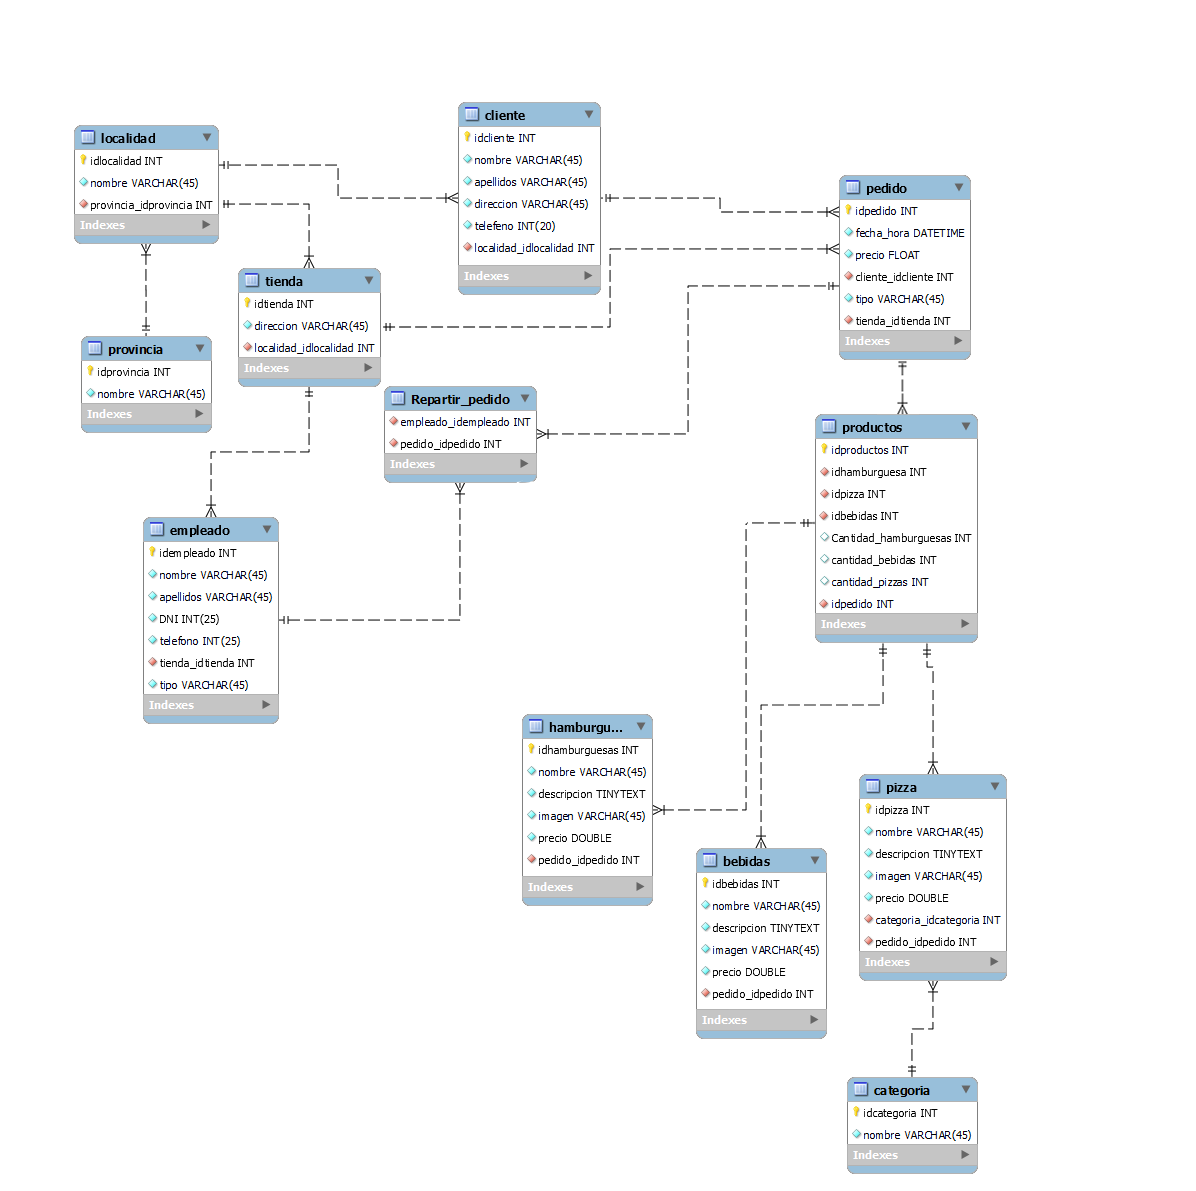 localidad
idlocalidad INT
nombre VARCHAR(45)
provincia_idprovincia INT
Indexes
cliente
idcliente INT
nombre VARCHAR(45)
apellidos VARCHAR(45)
direccion VARCHAR(45)
telefeno INT(20)
localidad_idlocalidad INT
Indexes
pedido
idpedido INT
fecha_hora DATETIME
precio FLOAT
cliente_idcliente INT
tipo VARCHAR(45)
tienda_idtienda INT
Indexes
tienda
idtienda INT
direccion VARCHAR(45)
localidad_idlocalidad INT
Indexes
provincia
idprovincia INT
nombre VARCHAR(45)
Indexes
Repartir_pedido
empleado_idempleado INT
pedido_idpedido INT
Indexes
productos
idproductos INT
idhamburguesa INT
idpizza INT
idbebidas INT
Cantidad_hamburguesas INT
cantidad_bebidas INT
cantidad_pizzas INT
idpedido INT
Indexes
empleado
idempleado INT
nombre VARCHAR(45)
apellidos VARCHAR(45)
DNI INT(25)
telefono INT(25)
tienda_idtienda INT
tipo VARCHAR(45)
Indexes
hamburgu...
idhamburguesas INT
nombre VARCHAR(45)
descripcion TINYTEXT
imagen VARCHAR(45)
precio DOUBLE
pedido_idpedido INT
Indexes
bebidas
idbebidas INT
nombre VARCHAR(45)
descripcion TINYTEXT
imagen VARCHAR(45)
precio DOUBLE
pedido_idpedido INT
Indexes
pizza
idpizza INT
nombre VARCHAR(45)
descripcion TINYTEXT
imagen VARCHAR(45)
precio DOUBLE
categoria_idcategoria INT
pedido_idpedido INT
Indexes
categoria
idcategoria INT
nombre VARCHAR(45)
Indexes